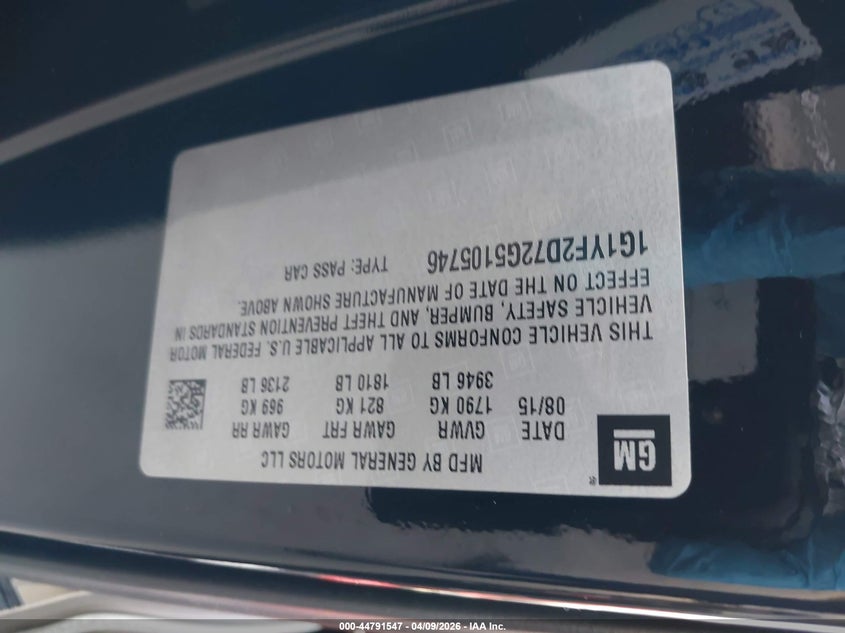 GM
®
MFD BY GENERAL MOTORS LLC
DATE GVWR GAWR FRT GAWR RR
08/15 1790 KG 821 KG 969 KG
3946 LB 1810 LB 2136 LB
THIS VEHICLE CONFORMS TO ALL APPLICABLE U.S. FEDERAL MOTOR
VEHICLE SAFETY, BUMPER, AND THEFT PREVENTION STANDARDS IN
EFFECT ON THE DATE OF MANUFACTURE SHOWN ABOVE.
1G1YF2D72G5105746 TYPE: PASS CAR
000-44791547 - 04/09/2026 - IAA Inc.